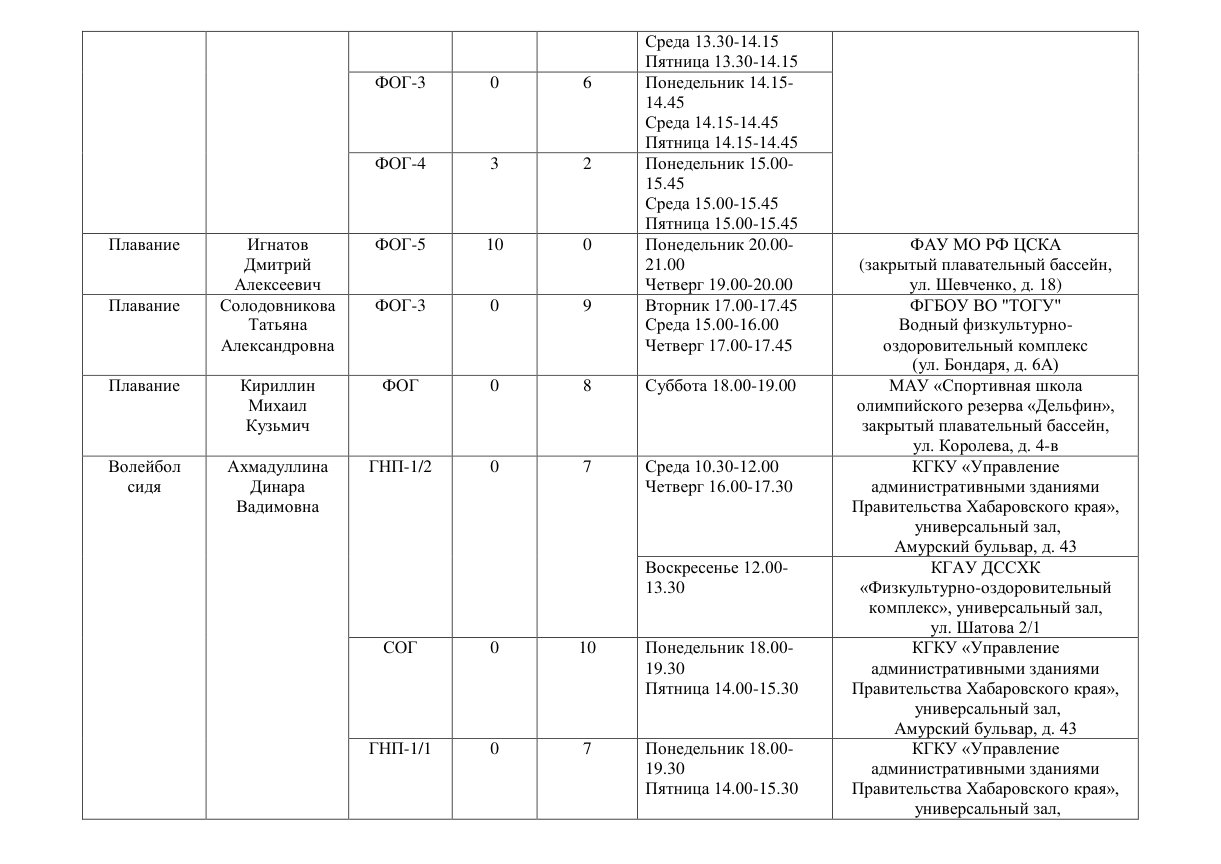 Среда 13.30-14.15
Пятница 13.30-14.15
ФОГ-3 0 6 Понедельник 14.15-
14.45
Среда 14.15-14.45
Пятница 14.15-14.45
ФОГ-4 3 2 Понедельник 15.00-
15.45
Среда 15.00-15.45
Пятница 15.00-15.45
Плавание Игнатов ФОГ-5 10 0 Понедельник 20.00- ФАУ МО РФ ЦСКА
Дмитрий 21.00 (закрытый плавательный бассейн,
Алексеевич Четверг 19.00-20.00 ул. Шевченко, д. 18)
Плавание Солодовникова ФОГ-3 0 9 Вторник 17.00-17.45 ФГБОУ ВО "ТОГУ"
Татьяна Среда 15.00-16.00 Водный физкультурно-
Александровна Четверг 17.00-17.45 оздоровительный комплекс
(ул. Бондаря, д. 6А)
Плавание Кириллин ФОГ 0 8 Суббота 18.00-19.00 МАУ «Спортивная школа
Михаил олимпийского резерва «Дельфин»,
Кузьмич закрытый плавательный бассейн,
ул. Королева, д. 4-в
Волейбол Ахмадуллина ГНП-1/2 0 7 Среда 10.30-12.00 КГКУ «Управление
сидя Динара Четверг 16.00-17.30 административными зданиями
Вадимовна Правительства Хабаровского края»,
универсальный зал,
Амурский бульвар, д. 43
Воскресенье 12.00- КГАУ ДССХК
13.30 «Физкультурно-оздоровительный
комплекс», универсальный зал,
ул. Шатова 2/1
СОГ 0 10 Понедельник 18.00- КГКУ «Управление
19.30 административными зданиями
Пятница 14.00-15.30 Правительства Хабаровского края»,
универсальный зал,
Амурский бульвар, д. 43
ГНП-1/1 0 7 Понедельник 18.00- КГКУ «Управление
19.30 административными зданиями
Пятница 14.00-15.30 Правительства Хабаровского края»,
универсальный зал,